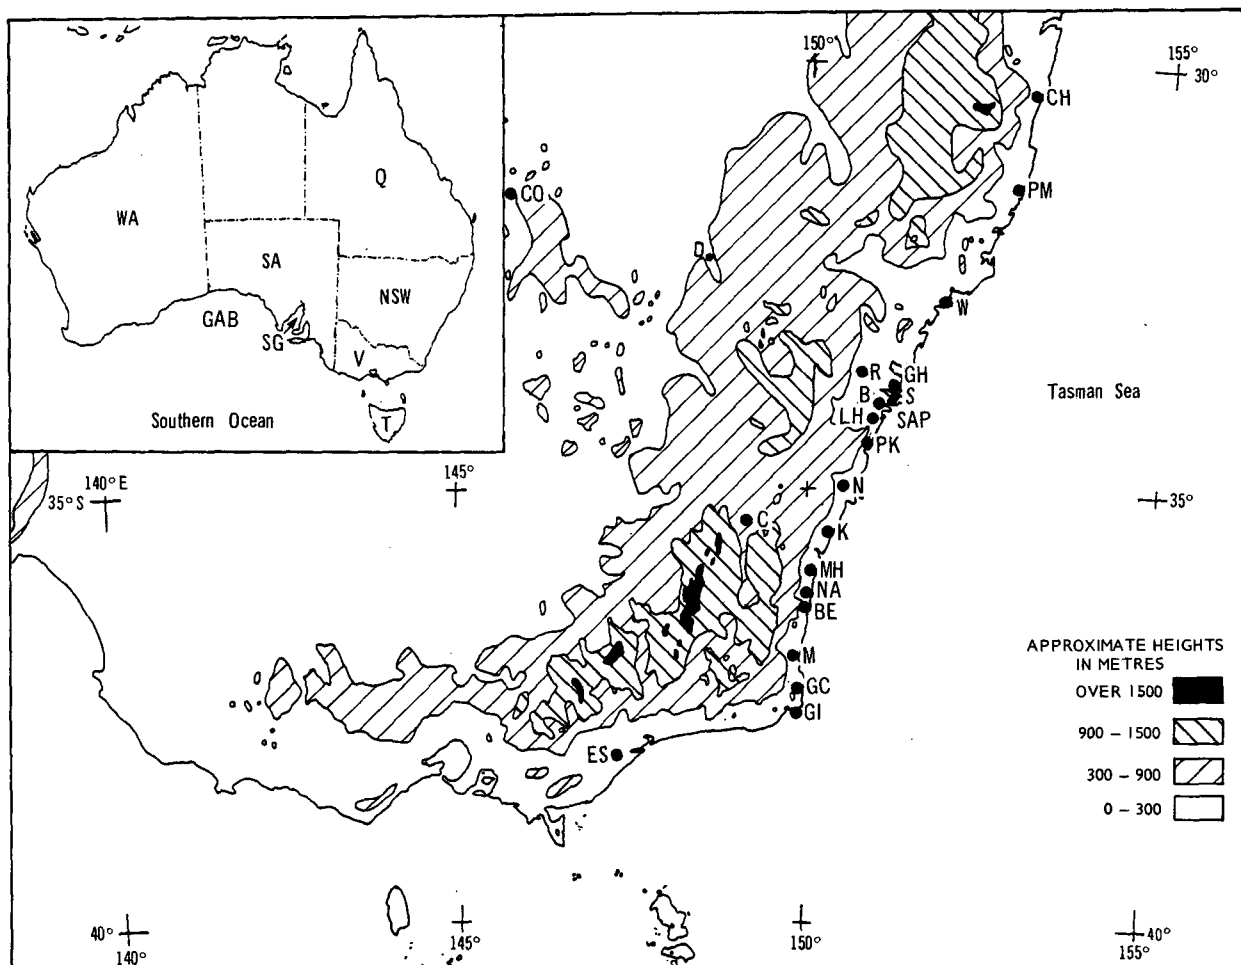 WA
Q
SA
NSW
GAB
SG
V
Southern Ocean
T
150°
155°
30°
CH
CO
PM
W
R
GH
B
S
LH
SAP
PK
Tasman Sea
140°E
35°S
145°
N
35°
C
K
MH
NA
BE
M
GC
GI
ES
APPROXIMATE HEIGHTS
IN METRES
OVER 1500
900 – 1500
300 – 900
0 – 300
40°
140°
145°
150°
40°
155°